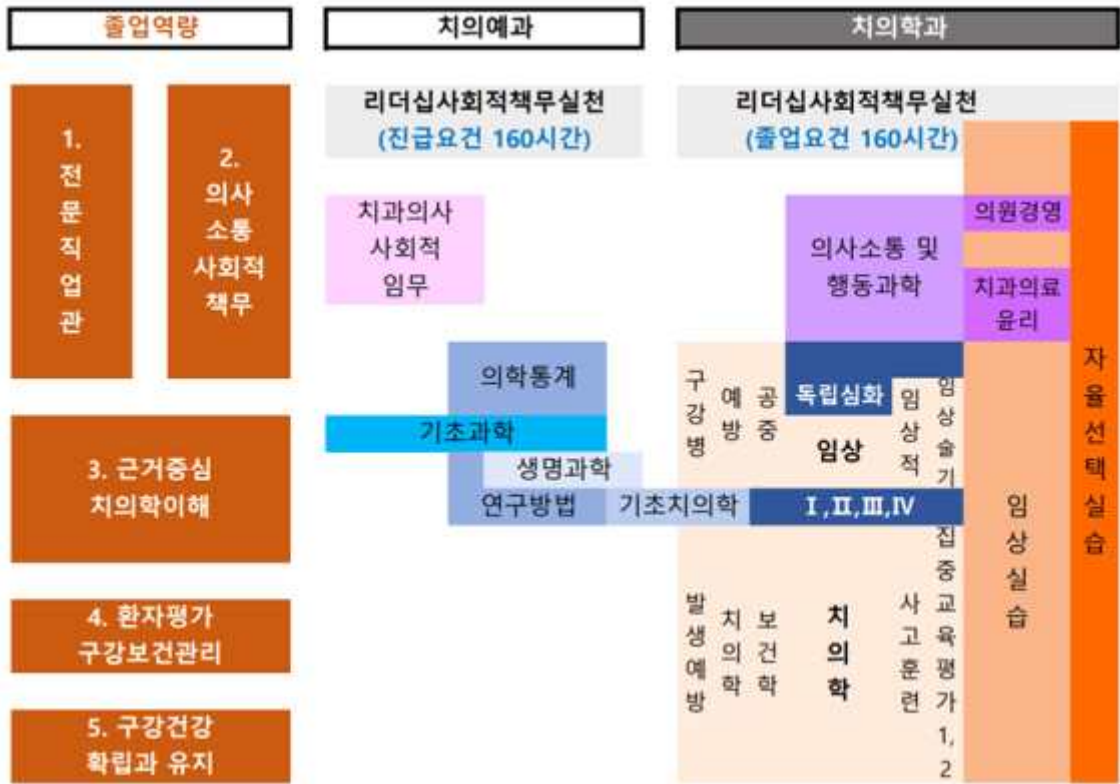 졸업역량
치의예과
치의학과
1.
전
문
직
업
관
2.
의사
소통
사회적
책무
3. 근거중심
치의학이해
4. 환자평가
구강보건관리
5. 구강건강
확립과 유지
리더십사회적책무실천
(진급요건 160시간)
치과의사
사회적
임무
의학통계
기초과학
생명과학
연구방법
기초치의학
리더십사회적책무실천
(졸업요건 160시간)
의사소통 및
행동과학
의원경영
치과의료
윤리
구
강
병
발
생
예
방
예
방
치
의
학
공
중
보
건
학
독립심화
Ⅰ,Ⅱ,Ⅲ,Ⅳ
임상
치
의
학
임
상
적
사
고
훈
련
임
상
술
기
집
중
교
육
평
가
1,
2
임
상
실
습
자
율
선
택
실
습